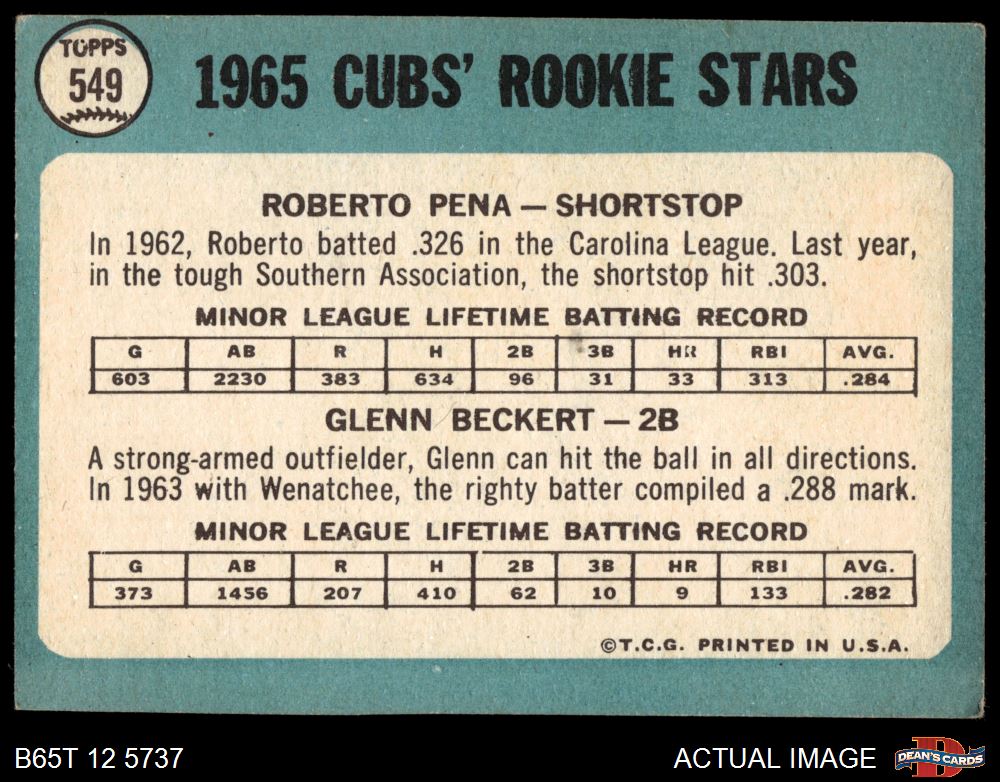 TOPPS
549
1965 CUBS' ROOKIE STARS
ROBERTO PENA — SHORTSTOP
In 1962, Roberto batted .326 in the Carolina League. Last year,
in the tough Southern Association, the shortstop hit .303.
MINOR LEAGUE LIFETIME BATTING RECORD
G AB R H 2B 3B HR RBI AVG.
603 2230 383 634 96 31 33 313 .284
GLENN BECKERT — 2B
A strong-armed outfielder, Glenn can hit the ball in all directions.
In 1963 with Wenatchee, the righty batter compiled a .288 mark.
MINOR LEAGUE LIFETIME BATTING RECORD
G AB R H 2B 3B HR RBI AVG.
373 1456 207 410 62 10 9 133 .282
©T.C.G. PRINTED IN U.S.A.
B65T 12 5737
ACTUAL IMAGE
D
DEAN'S CARDS